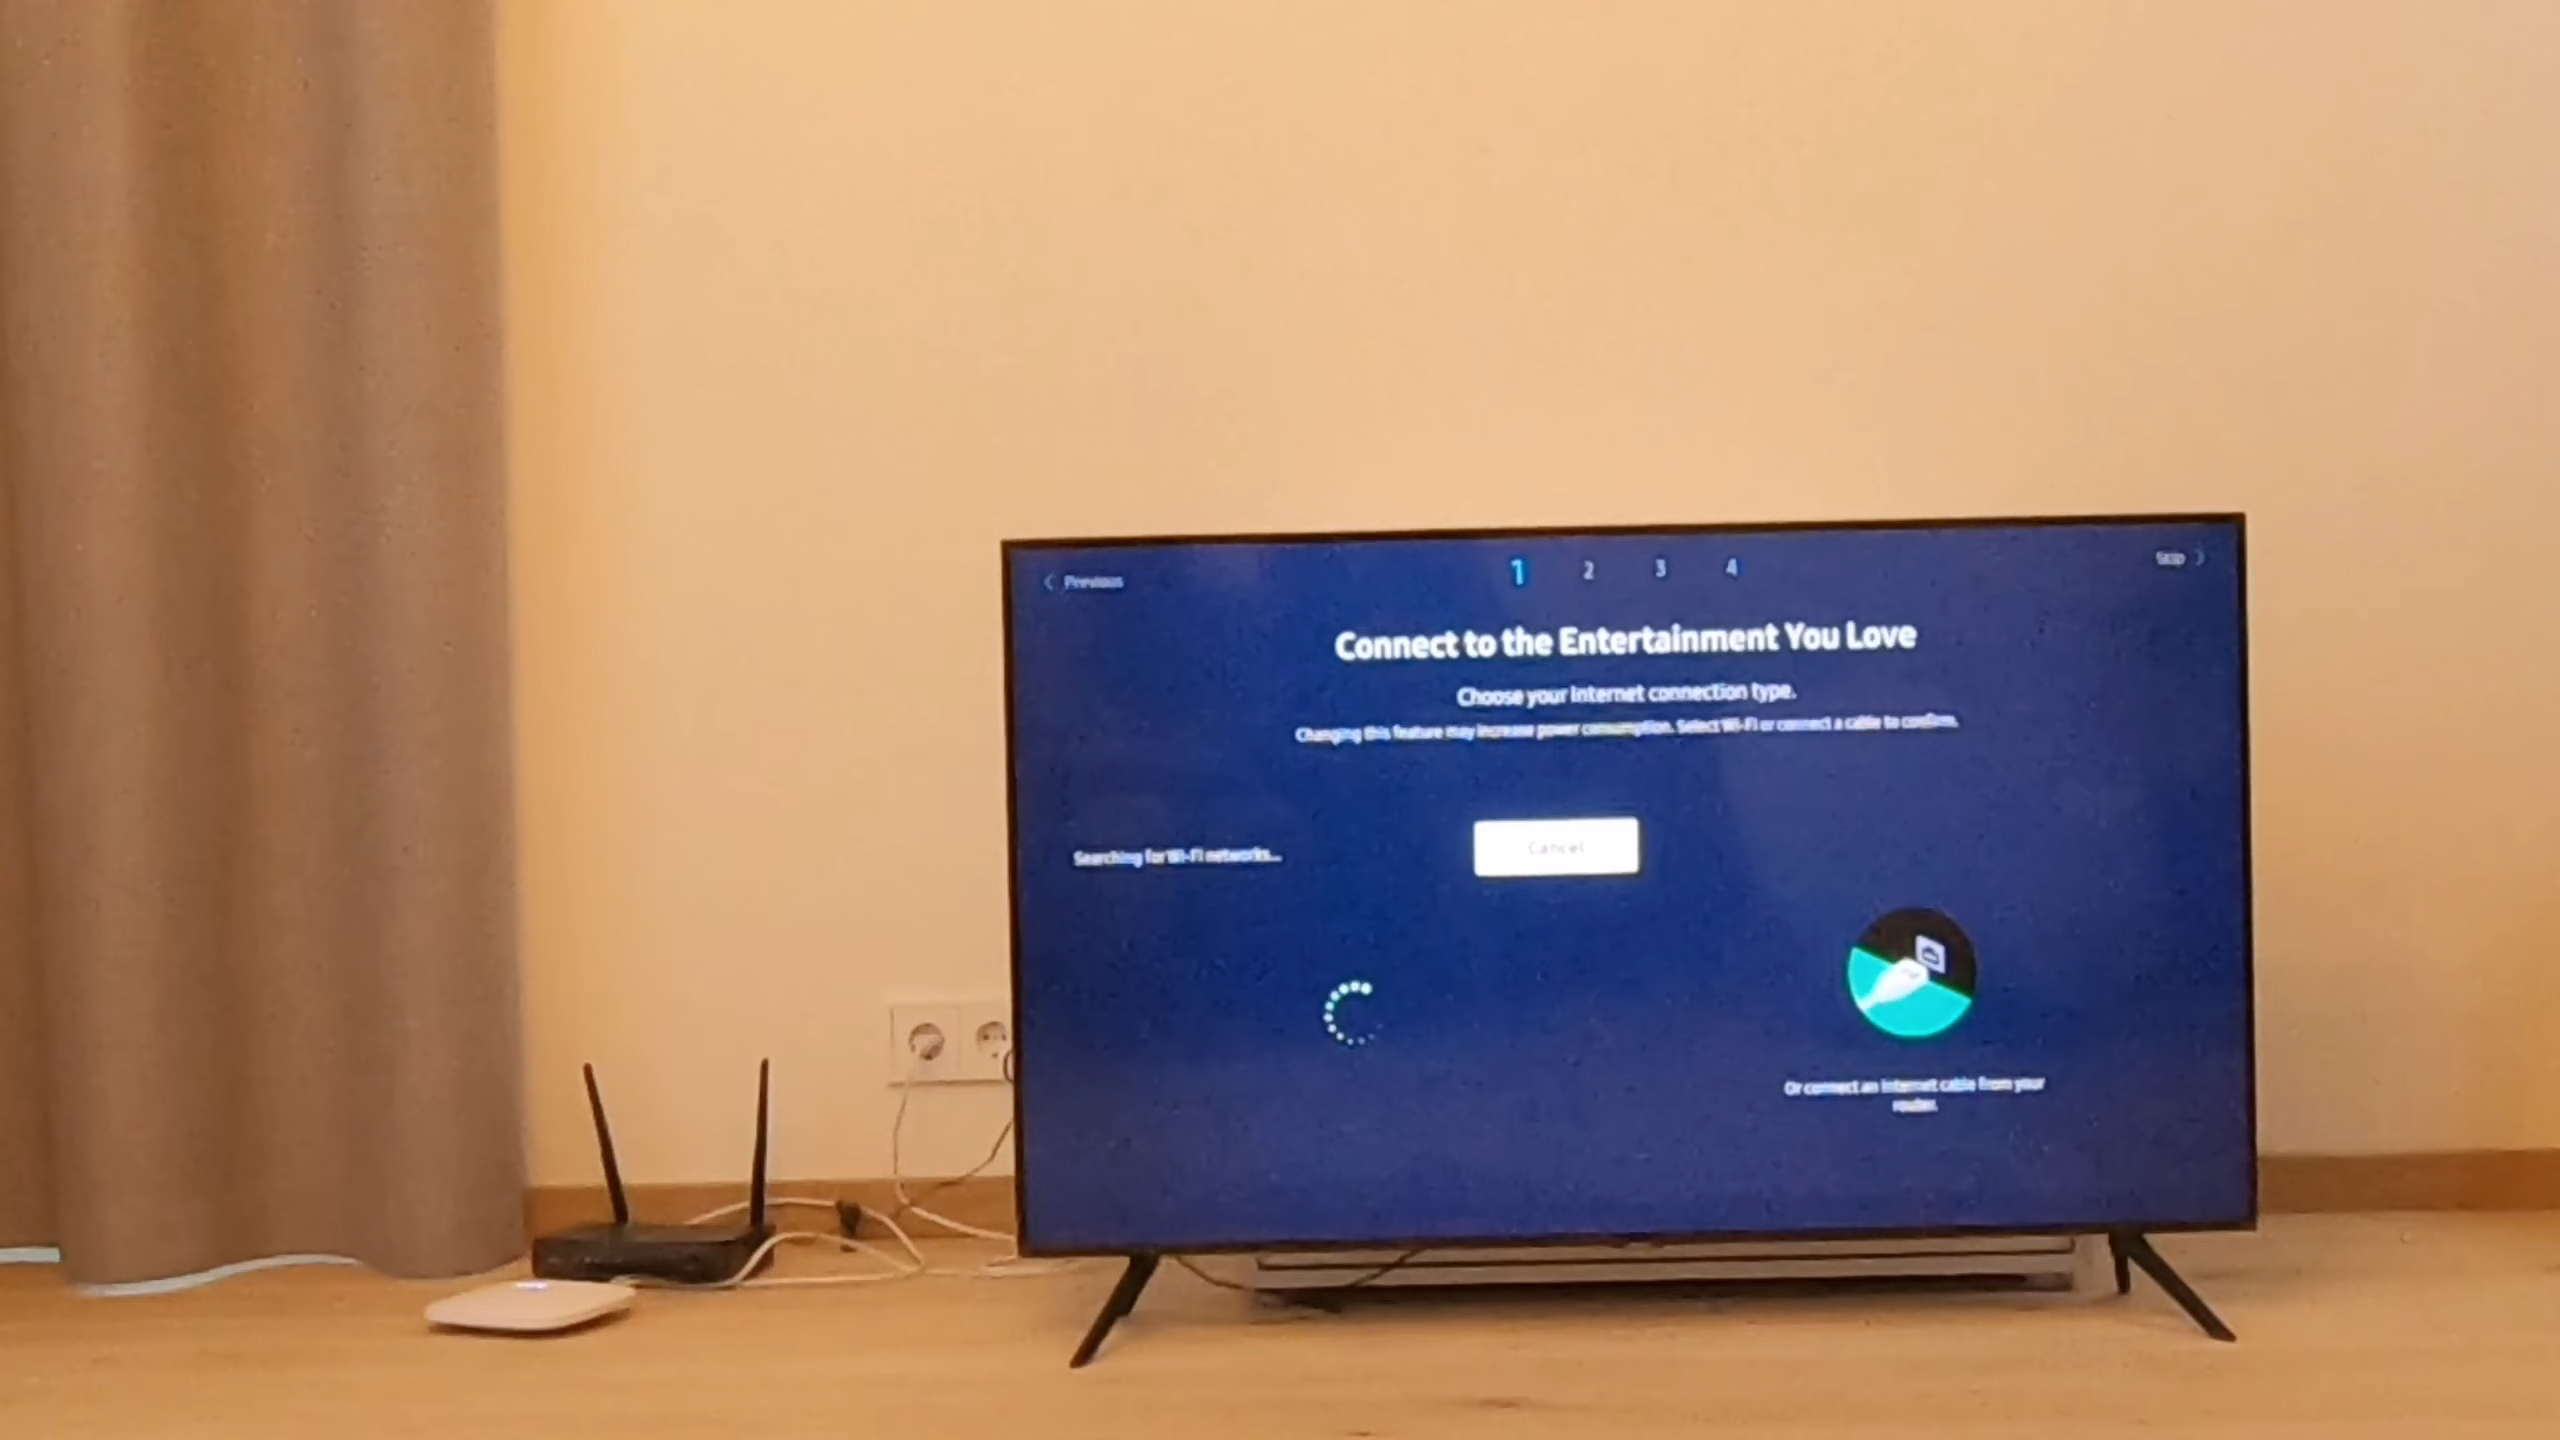 Previous
1 2 3 4
Skip
Connect to the Entertainment You Love
Choose your Internet connection type.
Changing this feature may increase power consumption. Select Wi-Fi or connect a cable to confirm.
Searching for Wi-Fi networks...
Cancel
Or connect an Internet cable from your
router.